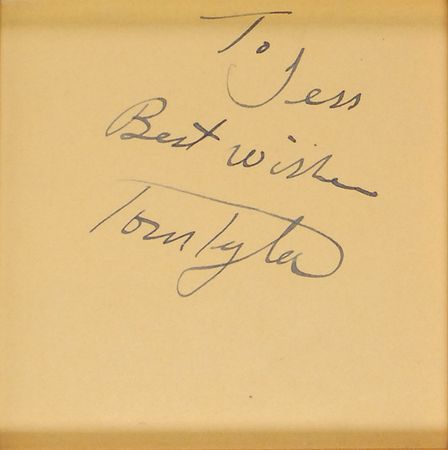 To Jess
Best wishes
Tom Tyler